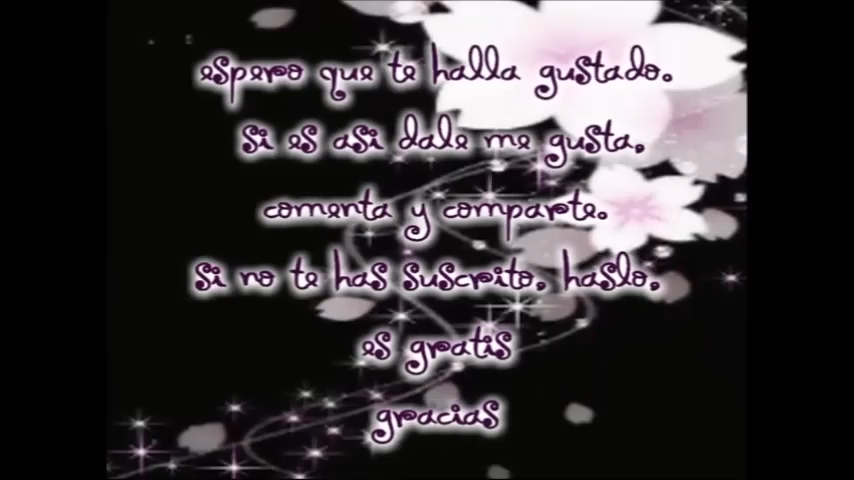 espero que te halla gustado.
si es asi dale me gusta,
comenta y comparte.
si no te has suscrito, haslo,
es gratis
gracias